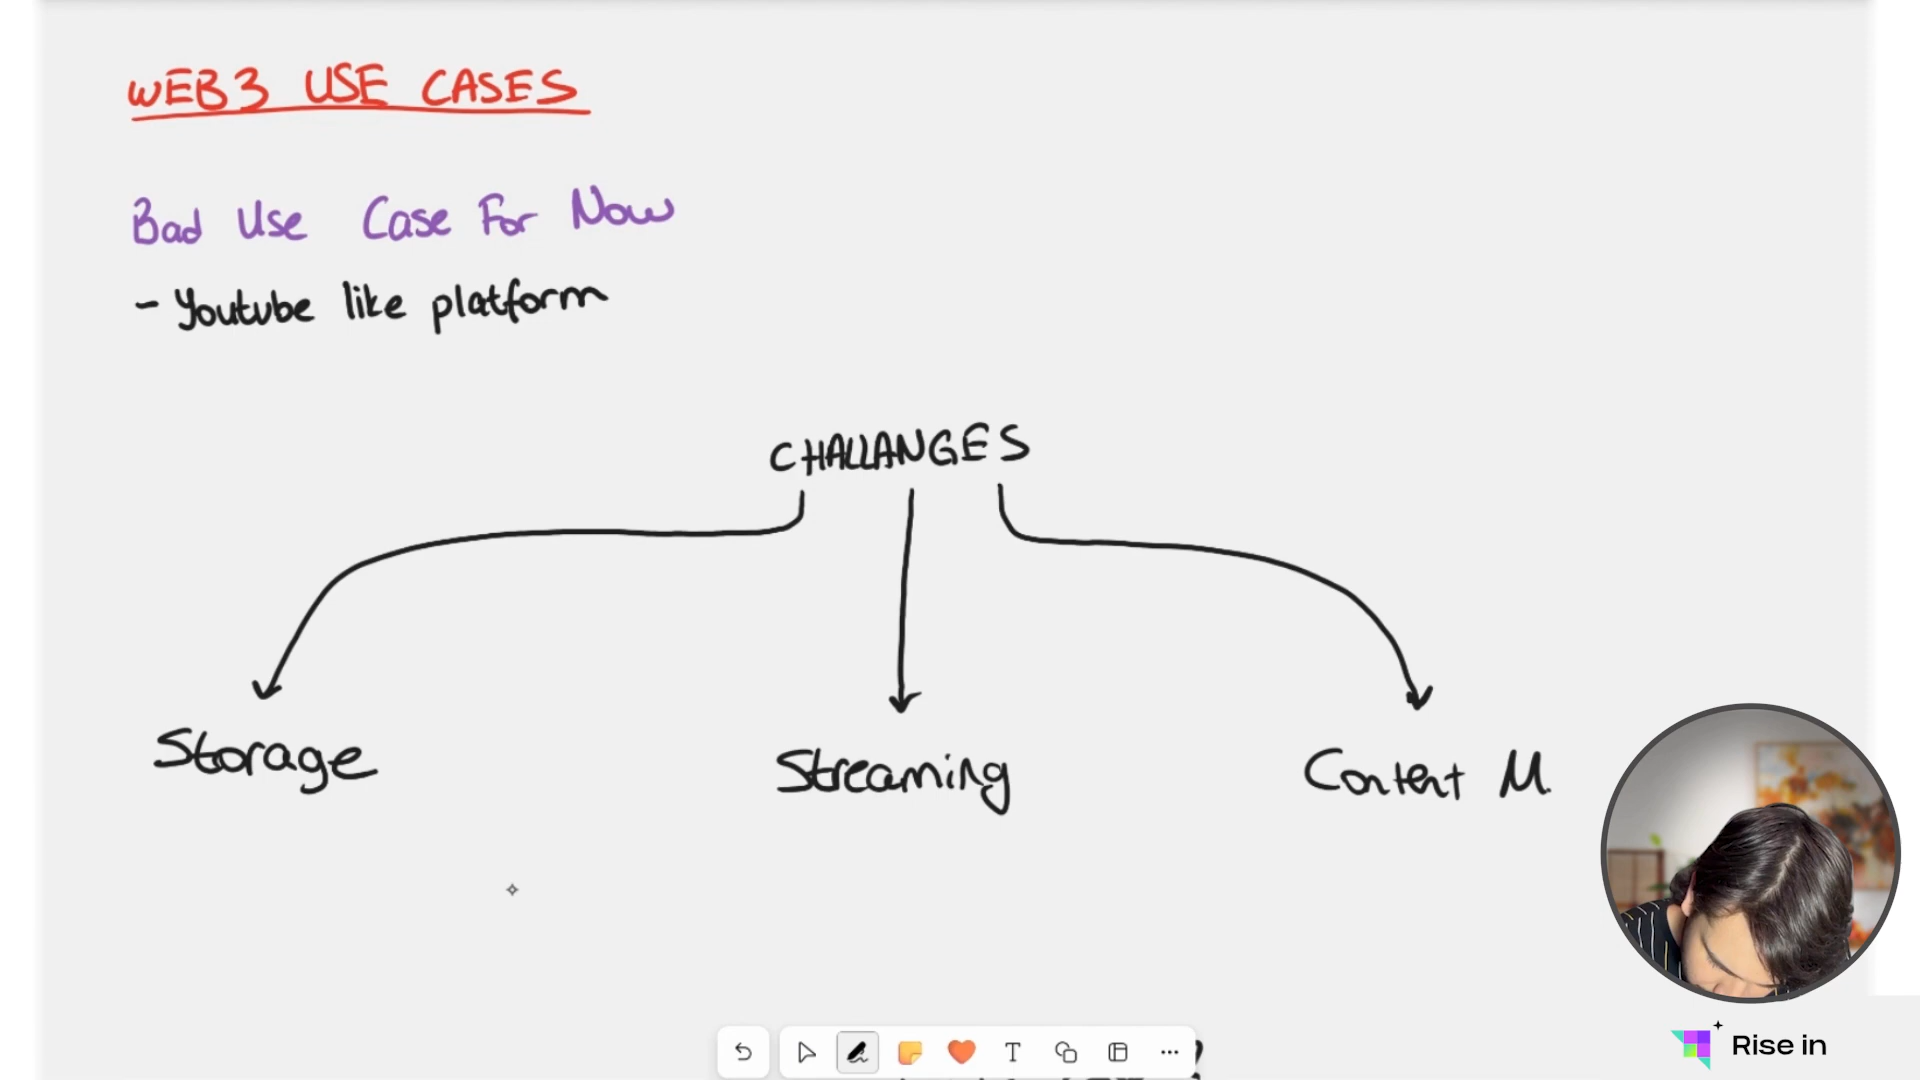 WEB3 USE CASES
Bad Use Case For Now
- Youtube like platform
CHALLANGES
Storage
Streaming
Content M.
T
Rise in